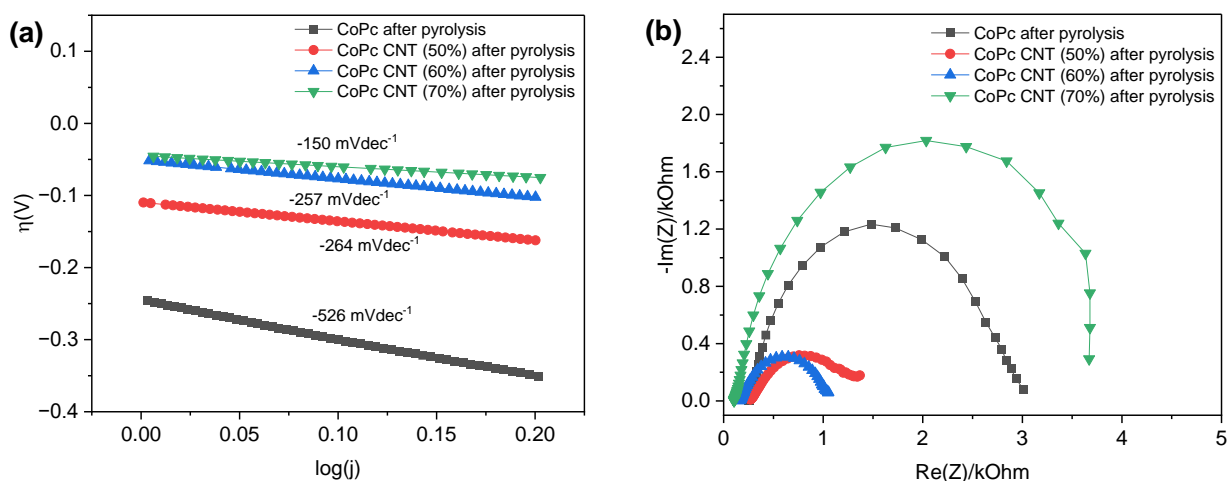 (a)
CoPc after pyrolysis
CoPc CNT (50%) after pyrolysis
CoPc CNT (60%) after pyrolysis
CoPc CNT (70%) after pyrolysis
0.1
0.0
−0.1
−0.2
−0.3
−0.4
η(V)
-150 mVdec⁻¹
-257 mVdec⁻¹
-264 mVdec⁻¹
-526 mVdec⁻¹
0.00 0.05 0.10 0.15 0.20
log(j)
(b)
CoPc after pyrolysis
CoPc CNT (50%) after pyrolysis
CoPc CNT (60%) after pyrolysis
CoPc CNT (70%) after pyrolysis
2.4
1.8
1.2
0.6
0.0
-Im(Z)/kOhm
0 1 2 3 4 5
Re(Z)/kOhm